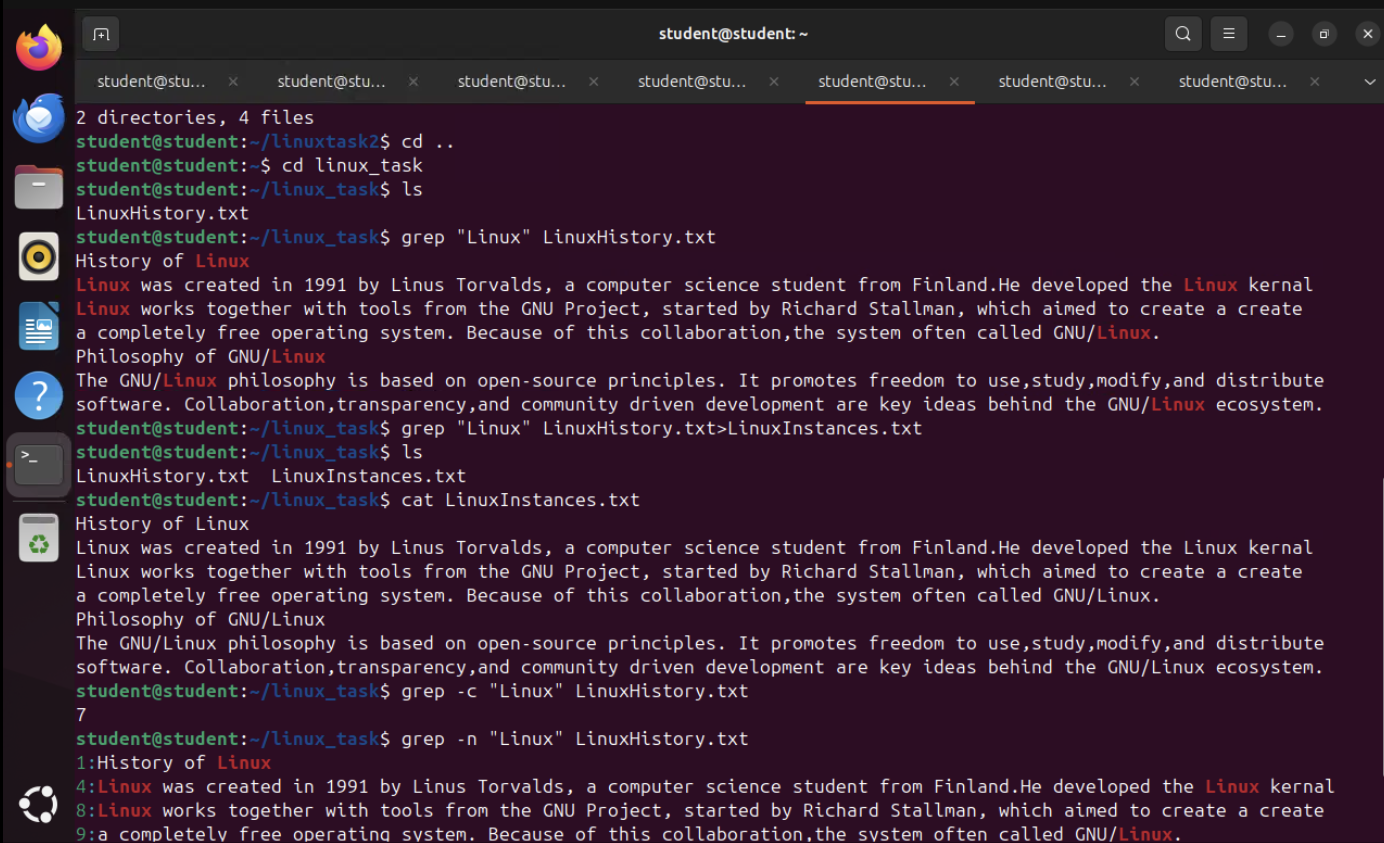 student@student: ~
student@stu... student@stu... student@stu... student@stu... student@stu... student@stu... student@stu...
2 directories, 4 files
student@student:~/linuxtask2$ cd ..
student@student:~$ cd linux_task
student@student:~/linux_task$ ls
LinuxHistory.txt
student@student:~/linux_task$ grep "Linux" LinuxHistory.txt
History of Linux
Linux was created in 1991 by Linus Torvalds, a computer science student from Finland.He developed the Linux kernal
Linux works together with tools from the GNU Project, started by Richard Stallman, which aimed to create a create
a completely free operating system. Because of this collaboration,the system often called GNU/Linux.
Philosophy of GNU/Linux
The GNU/Linux philosophy is based on open-source principles. It promotes freedom to use,study,modify,and distribute
software. Collaboration,transparency,and community driven development are key ideas behind the GNU/Linux ecosystem.
student@student:~/linux_task$ grep "Linux" LinuxHistory.txt>LinuxInstances.txt
student@student:~/linux_task$ ls
LinuxHistory.txt  LinuxInstances.txt
student@student:~/linux_task$ cat LinuxInstances.txt
History of Linux
Linux was created in 1991 by Linus Torvalds, a computer science student from Finland.He developed the Linux kernal
Linux works together with tools from the GNU Project, started by Richard Stallman, which aimed to create a create
a completely free operating system. Because of this collaboration,the system often called GNU/Linux.
Philosophy of GNU/Linux
The GNU/Linux philosophy is based on open-source principles. It promotes freedom to use,study,modify,and distribute
software. Collaboration,transparency,and community driven development are key ideas behind the GNU/Linux ecosystem.
student@student:~/linux_task$ grep -c "Linux" LinuxHistory.txt
7
student@student:~/linux_task$ grep -n "Linux" LinuxHistory.txt
1:History of Linux
4:Linux was created in 1991 by Linus Torvalds, a computer science student from Finland.He developed the Linux kernal
8:Linux works together with tools from the GNU Project, started by Richard Stallman, which aimed to create a create
9:a completely free operating system. Because of this collaboration,the system often called GNU/Linux.